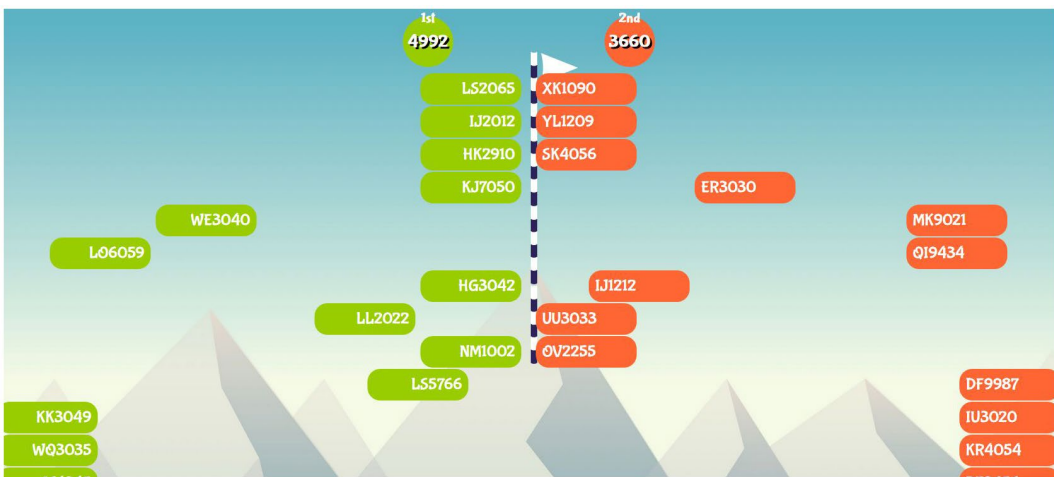 1st 2nd
4992 3660
LS2065 XK1090
IJ2012 YL1209
HK2910 SK4056
KJ7050 ER3030
WE3040 MK9021
LO6059 QI9434
HG3042 IJ1212
LL2022 UU3033
NM1002 OV2255
LS5766 DF9987
KK3049 IU3020
WQ3035 KR4054